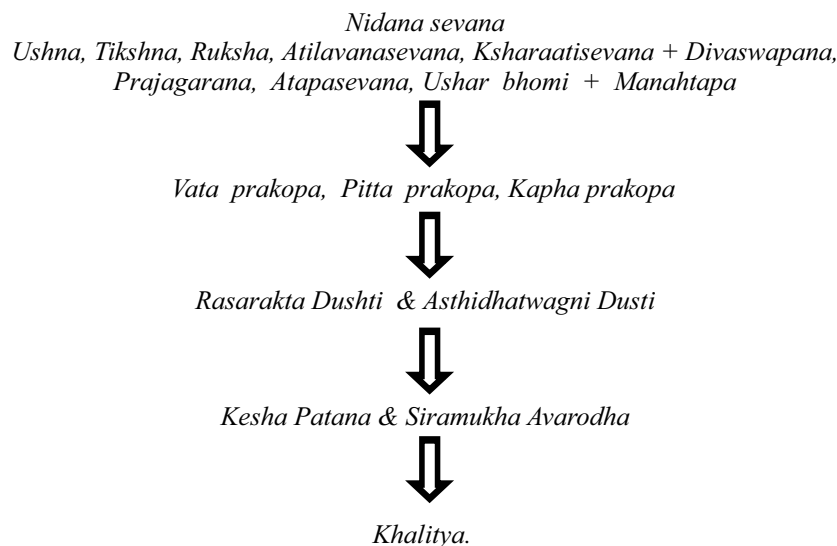 Nidana sevana
Ushna, Tikshna, Ruksha, Atilavanasevana, Ksharaatisevana + Divaswapana,
Prajagarana, Atapasevana, Ushar bhomi + Manahtapa
Vata prakopa, Pitta prakopa, Kapha prakopa
Rasarakta Dushti & Asthidhatwagni Dusti
Kesha Patana & Siramukha Avarodha
Khalitya.